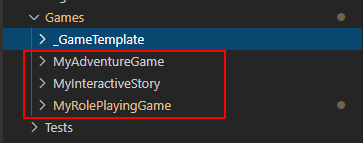 Games
_GameTemplate
MyAdventureGame
MyInteractiveStory
MyRolePlayingGame
Tests